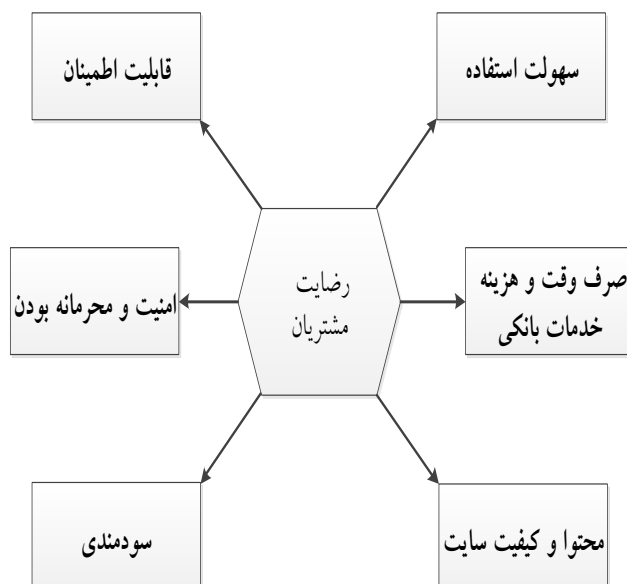 سهولت استفاده
قابلیت اطمینان
صرف وقت و هزینه
خدمات بانکی
رضایت
مشتریان
امنیت و محرمانه بودن
محتوا و کیفیت سایت
سودمندی